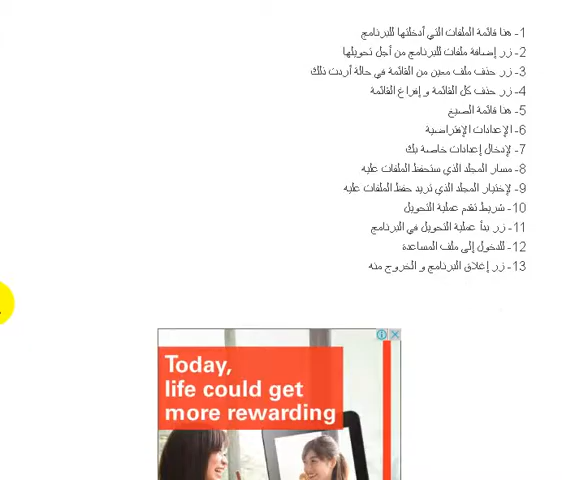 1- هنا قائمة الملفات التي أدخلتها للبرنامج
2- زر إضافة ملفات للبرنامج من أجل تحويلها
3- زر حذف ملف معين من القائمة في حالة أردت ذلك
4- زر حذف كل القائمة و إفراغ القائمة
5- هنا قائمة الصيغ
6- الإعدادات الإفتراضية
7- لإدخال إعدادات خاصة بك
8- مسار المجلد الذي ستحفظ الملفات عليه
9- لإختيار المجلد الذي تريد حفظ الملفات عليه
10- شريط تقدم عملية التحويل
11- زر بدأ عملية التحويل في البرنامج
12- للدخول إلى ملف المساعدة
13- زر إغلاق البرنامج و الخروج منه
Today,
life could get
more rewarding